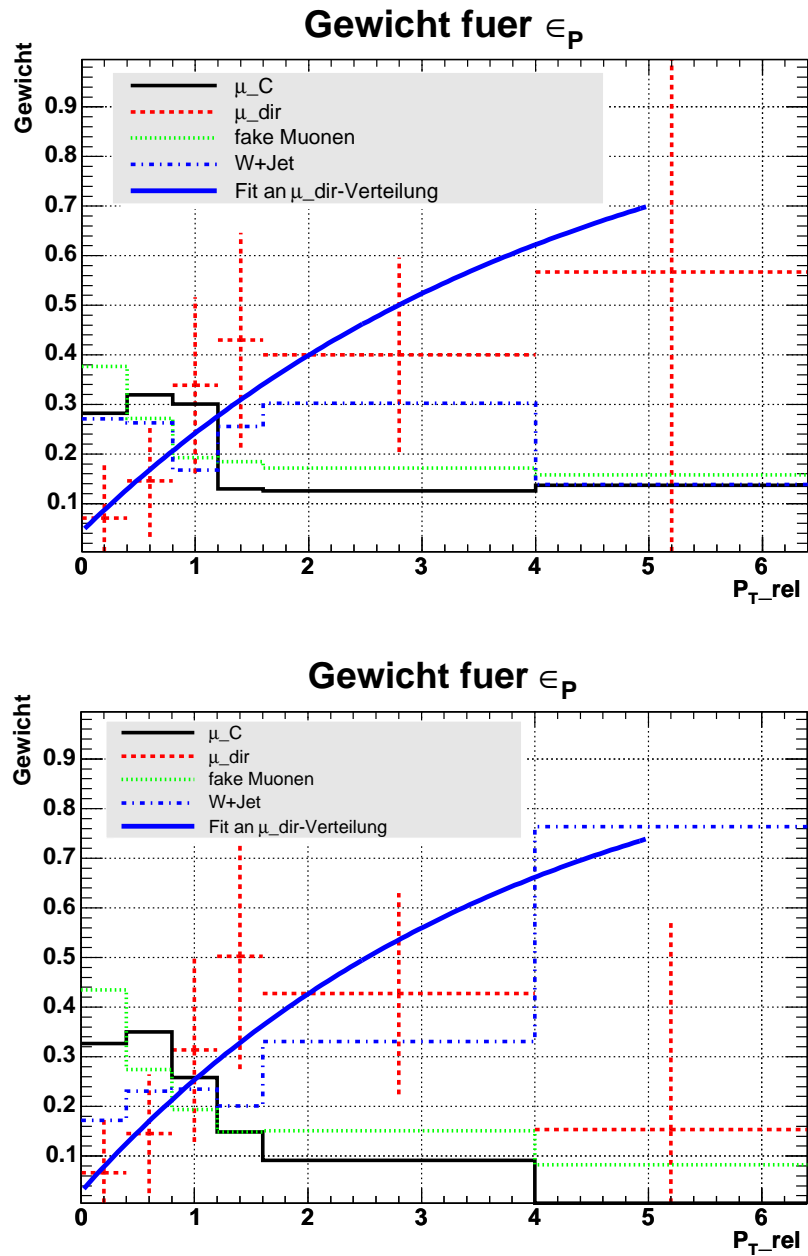 Gewicht fuer ∈P
Gewicht
μ_C
μ_dir
fake Muonen
W+Jet
Fit an μ_dir-Verteilung
0.9
0.8
0.7
0.6
0.5
0.4
0.3
0.2
0.1
0 1 2 3 4 5 6
PT_rel
Gewicht fuer ∈P
Gewicht
μ_C
μ_dir
fake Muonen
W+Jet
Fit an μ_dir-Verteilung
0.9
0.8
0.7
0.6
0.5
0.4
0.3
0.2
0.1
0 1 2 3 4 5 6
PT_rel